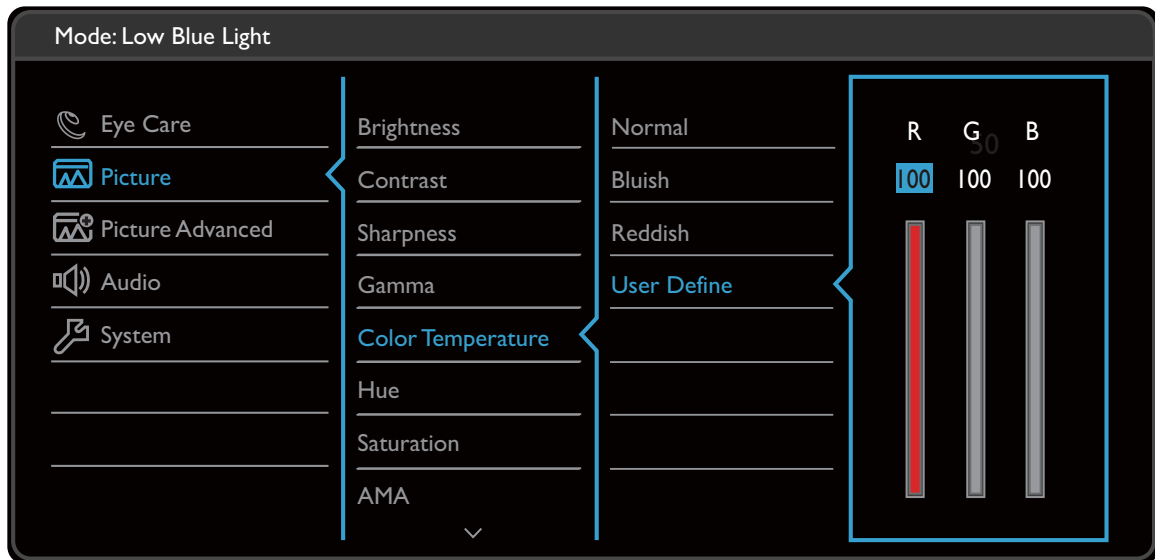 Mode: Low Blue Light
Eye Care
Picture
Picture Advanced
Audio
System
Brightness
Contrast
Sharpness
Gamma
Color Temperature
Hue
Saturation
AMA
Normal
Bluish
Reddish
User Define
R G B
50
100 100 100